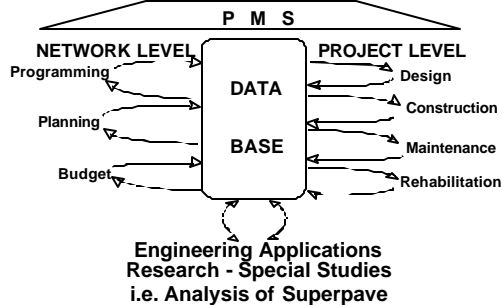 P M S
NETWORK LEVEL
PROJECT LEVEL
Programming
Planning
Budget
DATA
BASE
Design
Construction
Maintenance
Rehabilitation
Engineering Applications
Research - Special Studies
i.e. Analysis of Superpave